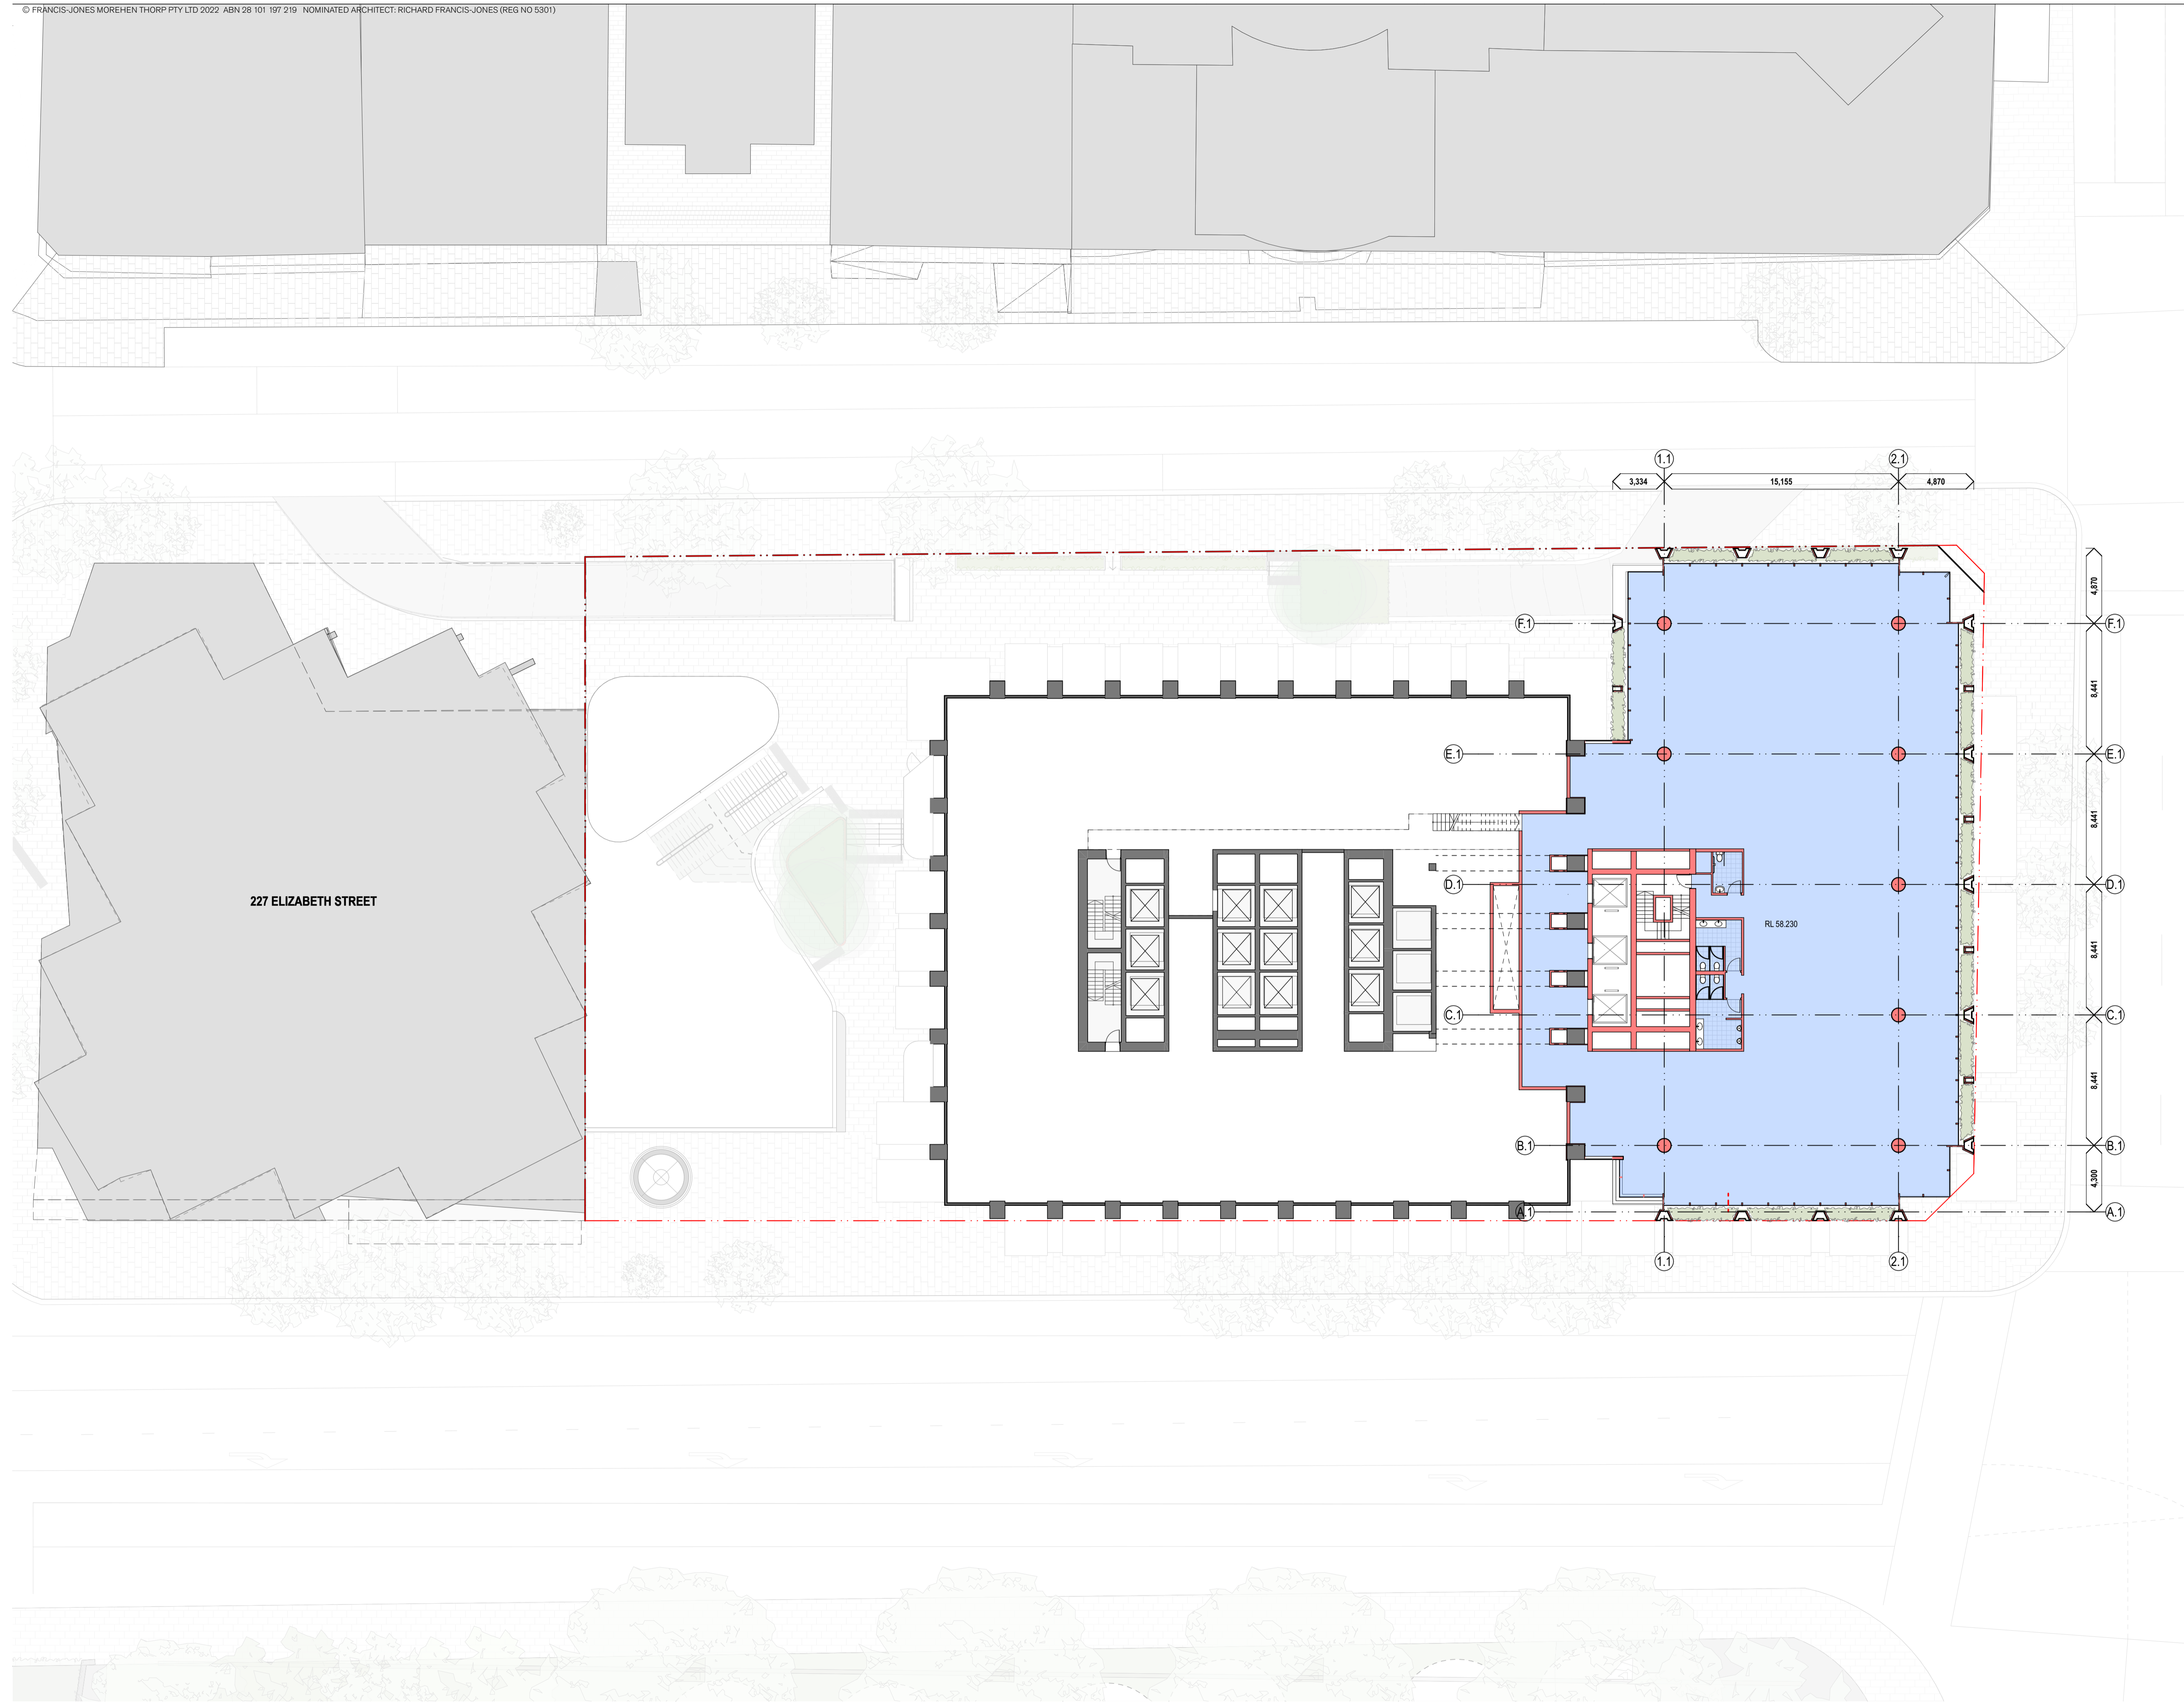 © FRANCIS-JONES MOREHEN THORP PTY LTD 2022 ABN 28 101 197 219 NOMINATED ARCHITECT: RICHARD FRANCIS-JONES (REG NO 5301)
1.1
2.1
3,334
15,155
4,870
4,870
F.1
F.1
8,441
E.1
E.1
8,441
D.1
D.1
227 ELIZABETH STREET
RL 58.230
8,441
C.1
C.1
8,441
B.1
B.1
4,300
A.1
A.1
1.1
2.1